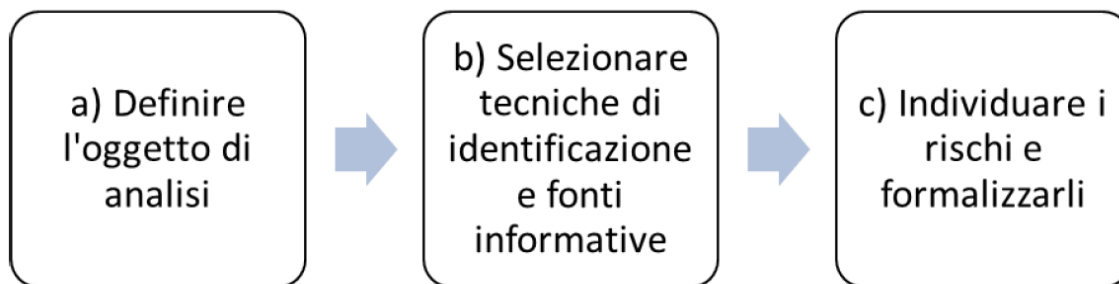 a) Definire
l'oggetto di
analisi
b) Selezionare
tecniche di
identificazione
e fonti
informative
c) Individuare i
rischi e
formalizzarli